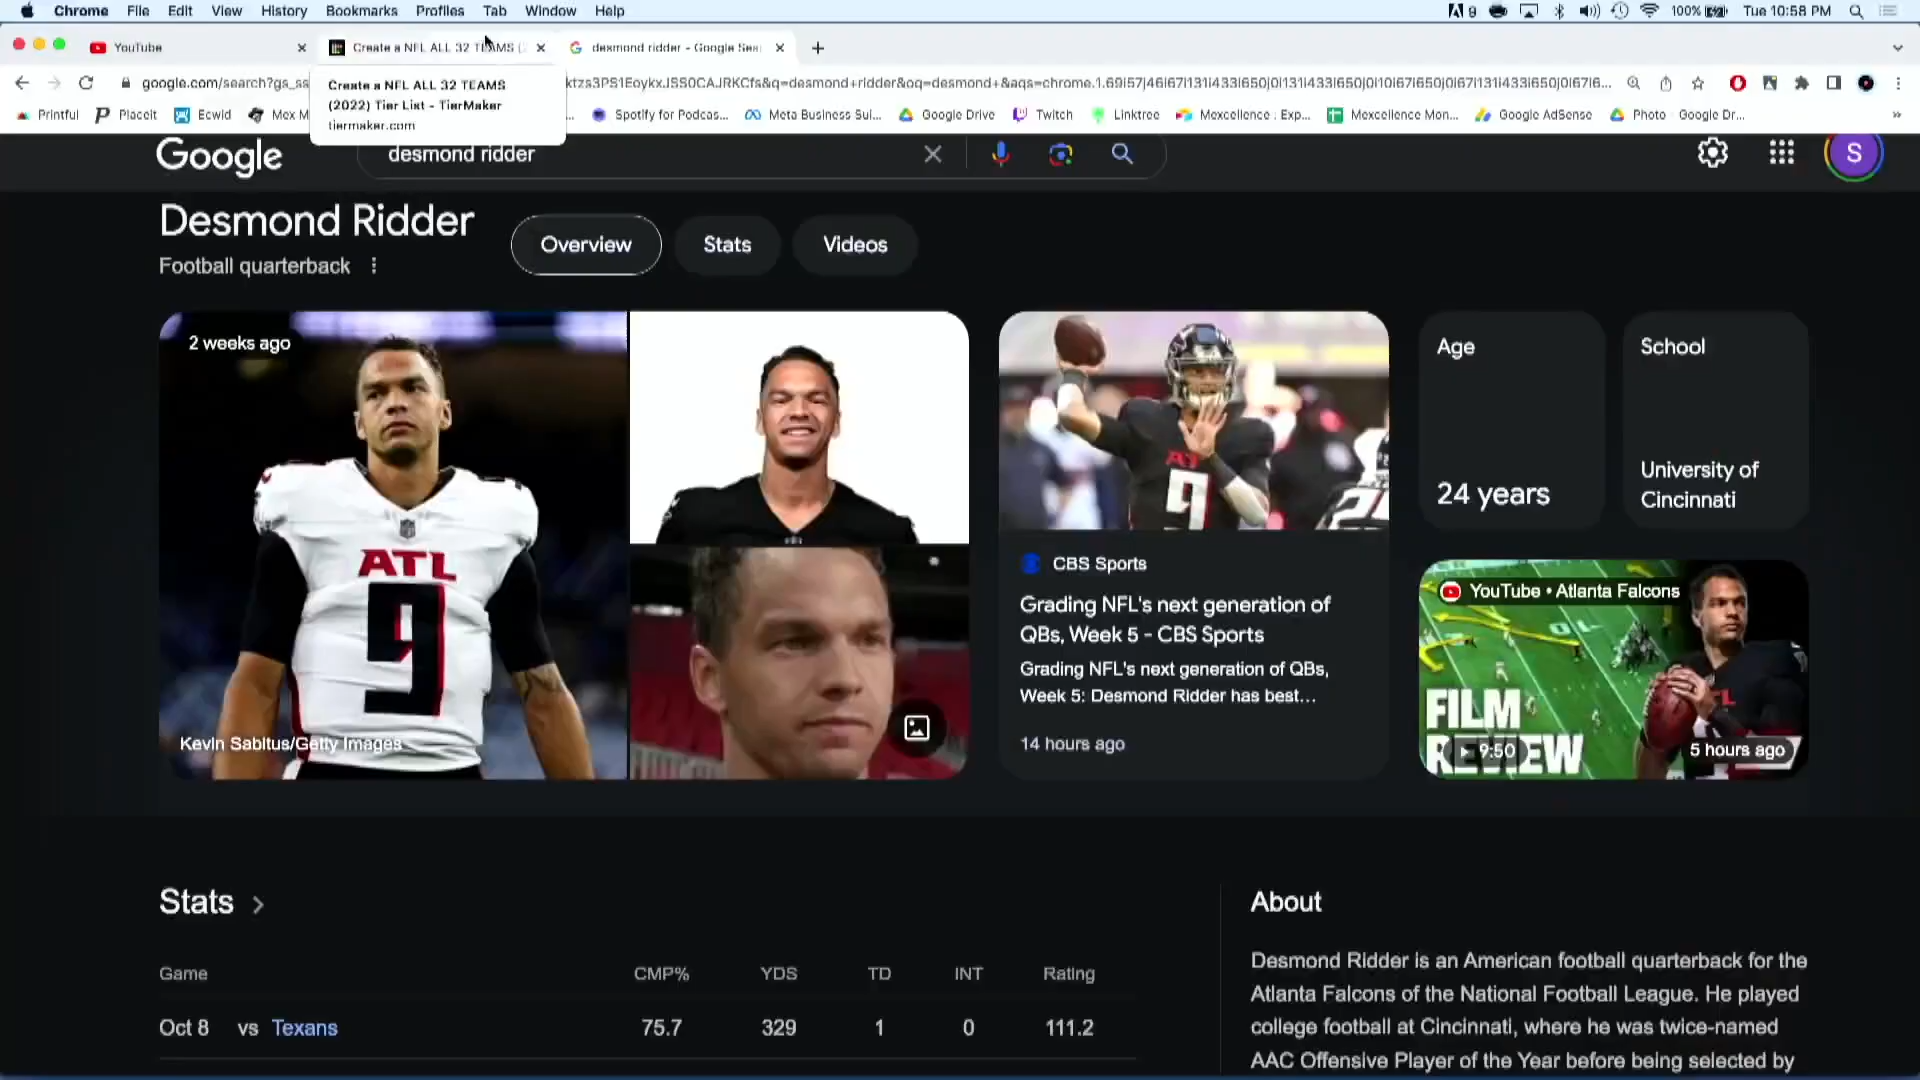 Chrome File Edit View History Bookmarks Profiles Tab Window Help
9 100% Tue 10:58 PM
YouTube
Create a NFL ALL 32 TEAMS (
desmond ridder - Google Sea
google.com/search?gs_ss
Create a NFL ALL 32 TEAMS
(2022) Tier List - TierMaker
tiermaker.com
Printful Placeit Ecwid Mex M
Spotify for Podcas... Meta Business Sui... Google Drive Twitch Linktree Mexcellence : Exp... Mexcellence Mon... Google AdSense Photo - Google Dr...
Google
desmond ridder
S
Desmond Ridder
Football quarterback
Overview
Stats
Videos
2 weeks ago
ATL
9
Kevin Sabitus/Getty Images
9
CBS Sports
Grading NFL's next generation of
QBs, Week 5 - CBS Sports
Grading NFL's next generation of QBs,
Week 5: Desmond Ridder has best...
14 hours ago
Age
24 years
School
University of
Cincinnati
YouTube • Atlanta Falcons
FILM
REVIEW
9:50
5 hours ago
Stats
Game CMP% YDS TD INT Rating
Oct 8 vs Texans 75.7 329 1 0 111.2
About
Desmond Ridder is an American football quarterback for the
Atlanta Falcons of the National Football League. He played
college football at Cincinnati, where he was twice-named
AAC Offensive Player of the Year before being selected by